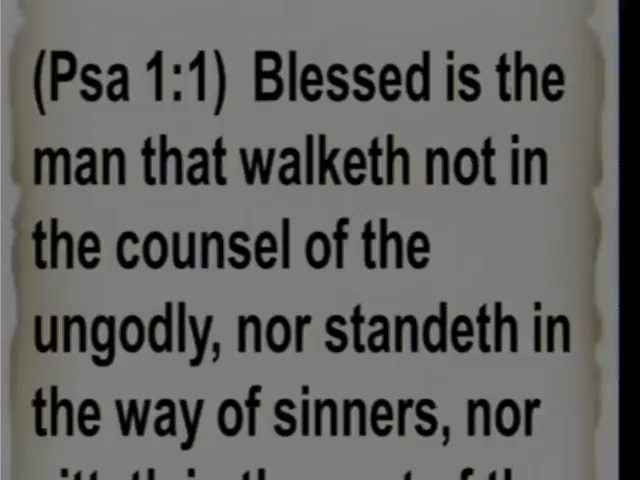 (Psa 1:1) Blessed is the
man that walketh not in
the counsel of the
ungodly, nor standeth in
the way of sinners, nor